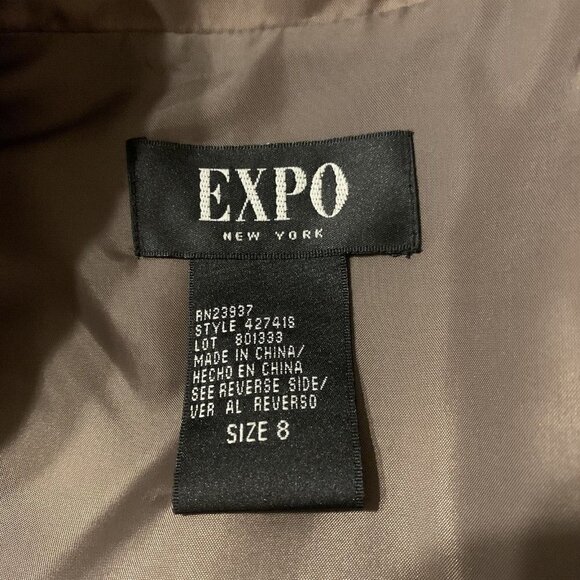 EXPO
NEW YORK
RN23937
STYLE 42741S
LOT 801333
MADE IN CHINA/
HECHO EN CHINA
SEE REVERSE SIDE/
VER AL REVERSO
SIZE 8